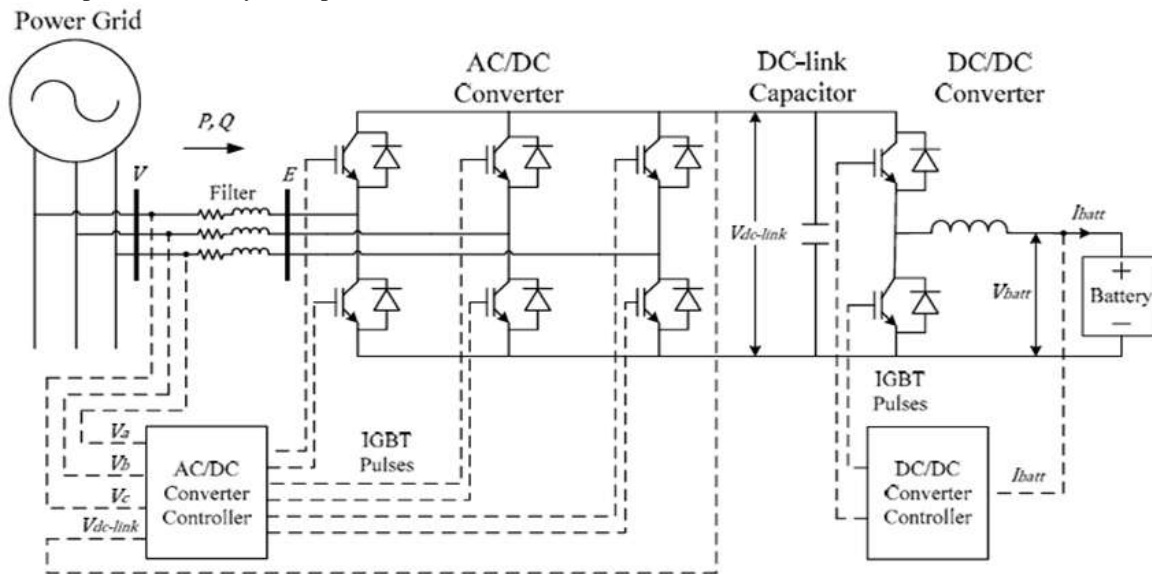 Power Grid
AC/DC
Converter
DC-link
Capacitor
DC/DC
Converter
P, Q
V
Filter
E
Vdc-link
Ibatt
Vbatt
+
Battery
−
IGBT
Pulses
Va
Vb
Vc
Vdc-link
AC/DC
Converter
Controller
IGBT
Pulses
DC/DC
Converter
Controller
Ibatt